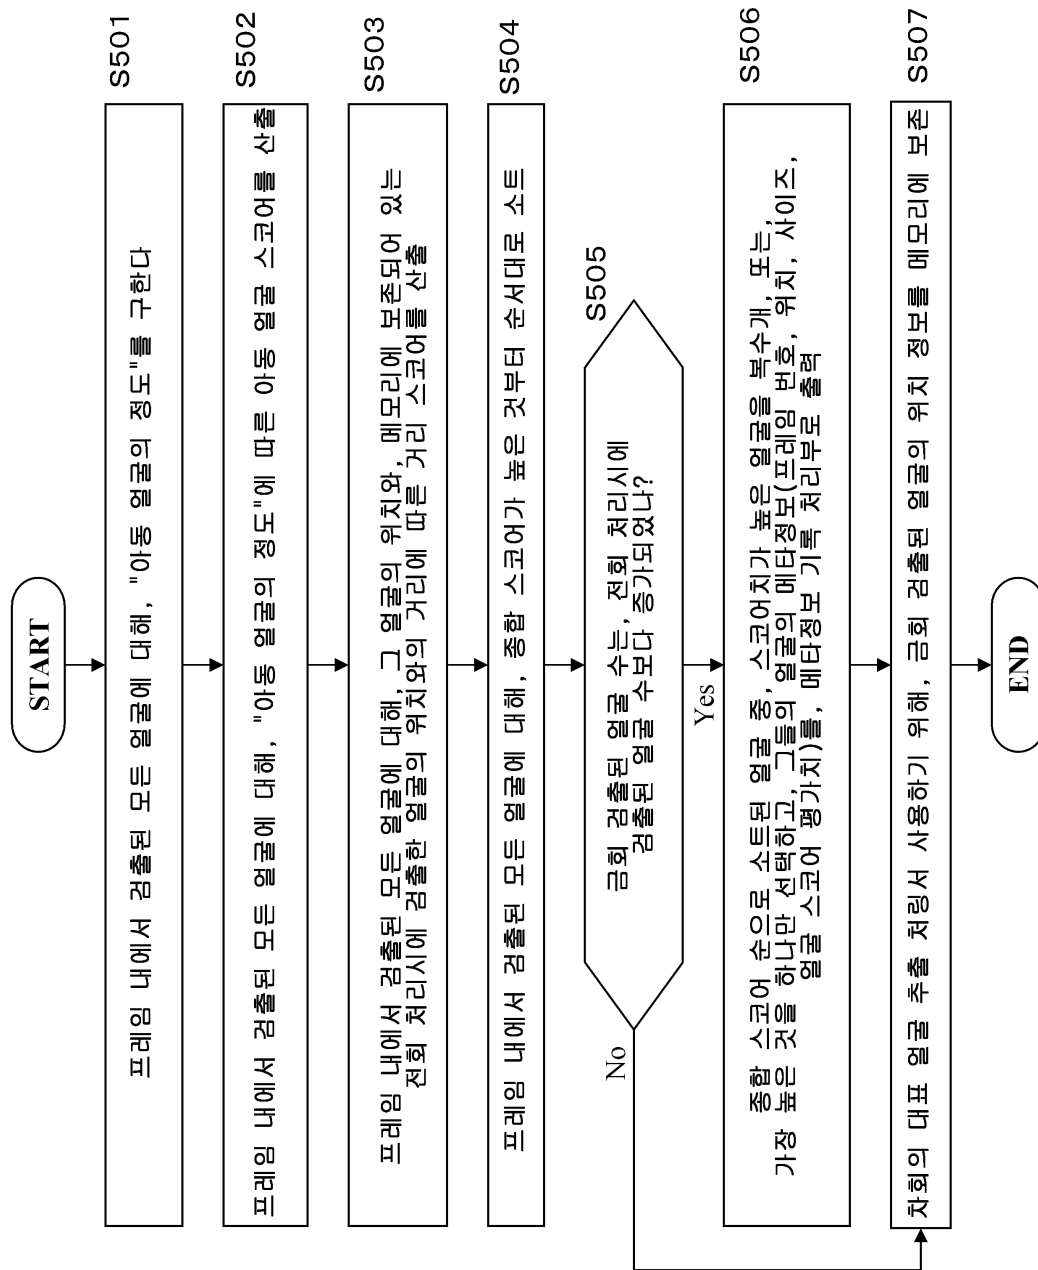 START
S501
프레임 내에서 검출된 모든 얼굴에 대해, "아동 얼굴의 정도"를 구한다
S502
프레임 내에서 검출된 모든 얼굴에 대해, "아동 얼굴의 정도"에 따른 아동 얼굴 스코어를 산출
S503
프레임 내에서 검출된 모든 얼굴에 대해, 그 얼굴의 위치와, 메모리에 보존되어 있는
전회 처리시에 검출한 얼굴의 위치와의 거리에 따른 거리 스코어를 산출
S504
프레임 내에서 검출된 모든 얼굴에 대해, 종합 스코어가 높은 것부터 순서대로 소트
S505
금회 검출된 얼굴 수는, 전회 처리시에
검출된 얼굴 수보다 증가되었나?
No
Yes
S506
종합 스코어 순으로 소트된 얼굴 중, 스코어치가 높은 얼굴을 복수개, 또는,
가장 높은 것을 하나만 선택하고, 그들의 얼굴의 메타정보(프레임 번호, 위치, 사이즈,
얼굴 스코어 평가치)를, 메타정보 기록 처리부로 출력
S507
차회의 대표 얼굴 추출 처링서 사용하기 위해, 금회 검출된 얼굴의 위치 정보를 메모리에 보존
END